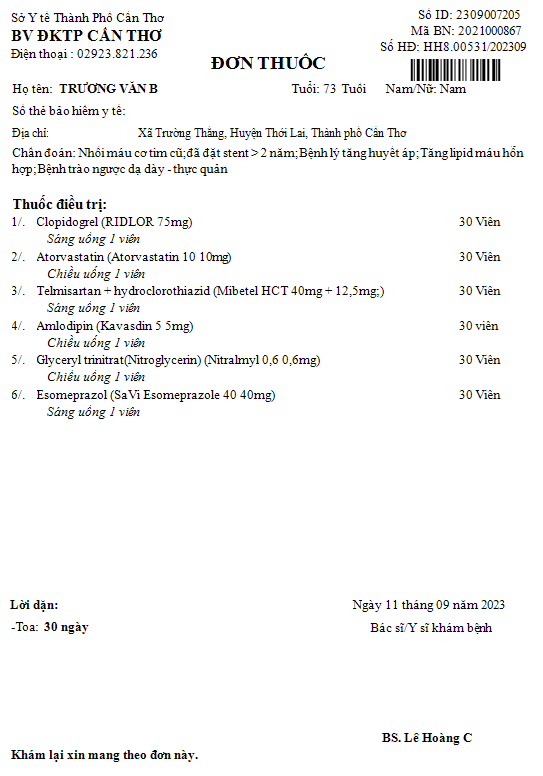 Sở Y tế Thành Phố Cần Thơ
BV ĐKTP CẦN THƠ
Điện thoại : 02923.821.236
Số ID: 2309007205
Mã BN: 2021000867
Số HĐ: HH8.00531/202309
ĐƠN THUỐC
Họ tên: TRƯƠNG VĂN B Tuổi: 73 Tuổi Nam/Nữ: Nam
Số thẻ bảo hiểm y tế:
Địa chỉ: Xã Trường Thắng, Huyện Thới Lai, Thành phố Cần Thơ
Chẩn đoán: Nhồi máu cơ tim cũ;đã đặt stent > 2 năm;Bệnh lý tăng huyết áp;Tăng lipid máu hỗn
hợp;Bệnh trào ngược dạ dày - thực quản
Thuốc điều trị:
1/. Clopidogrel (RIDLOR 75mg) 30 Viên
Sáng uống 1 viên
2/. Atorvastatin (Atorvastatin 10 10mg) 30 Viên
Chiều uống 1 viên
3/. Telmisartan + hydroclorothiazid (Mibetel HCT 40mg + 12,5mg;) 30 Viên
Sáng uống 1 viên
4/. Amlodipin (Kavasdin 5 5mg) 30 viên
Chiều uống 1 viên
5/. Glyceryl trinitrat(Nitroglycerin) (Nitralmyl 0,6 0,6mg) 30 Viên
Chiều uống 1 viên
6/. Esomeprazol (SaVi Esomeprazole 40 40mg) 30 Viên
Sáng uống 1 viên
Lời dặn: Ngày 11 tháng 09 năm 2023
-Toa: 30 ngày Bác sĩ/Y sĩ khám bệnh
BS. Lê Hoàng C
Khám lại xin mang theo đơn này.